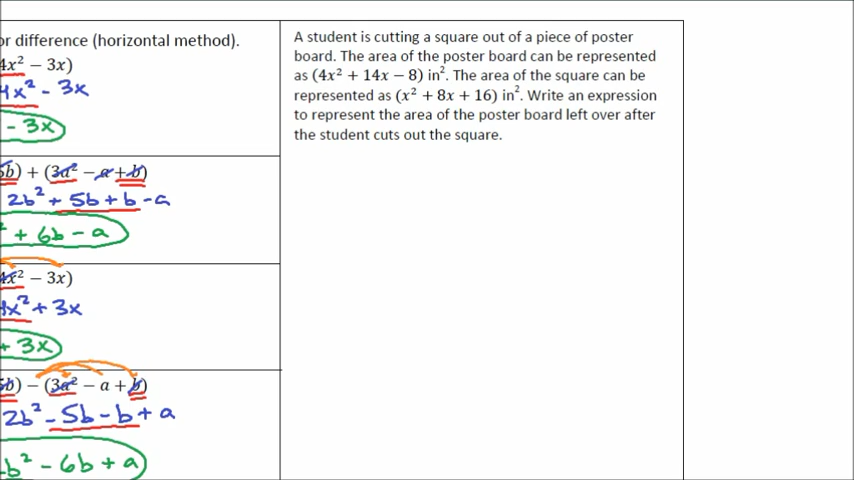 or difference (horizontal method).
4x² − 3x)
4x² - 3x
- 3x
5b) + (3a² − a + b)
2b² + 5b + b - a
² + 6b - a
4x² − 3x)
4x² + 3x
+ 3x
5b) − (3a² − a + b)
2b² - 5b - b + a
b² - 6b + a
A student is cutting a square out of a piece of poster
board. The area of the poster board can be represented
as (4x² + 14x − 8) in². The area of the square can be
represented as (x² + 8x + 16) in². Write an expression
to represent the area of the poster board left over after
the student cuts out the square.